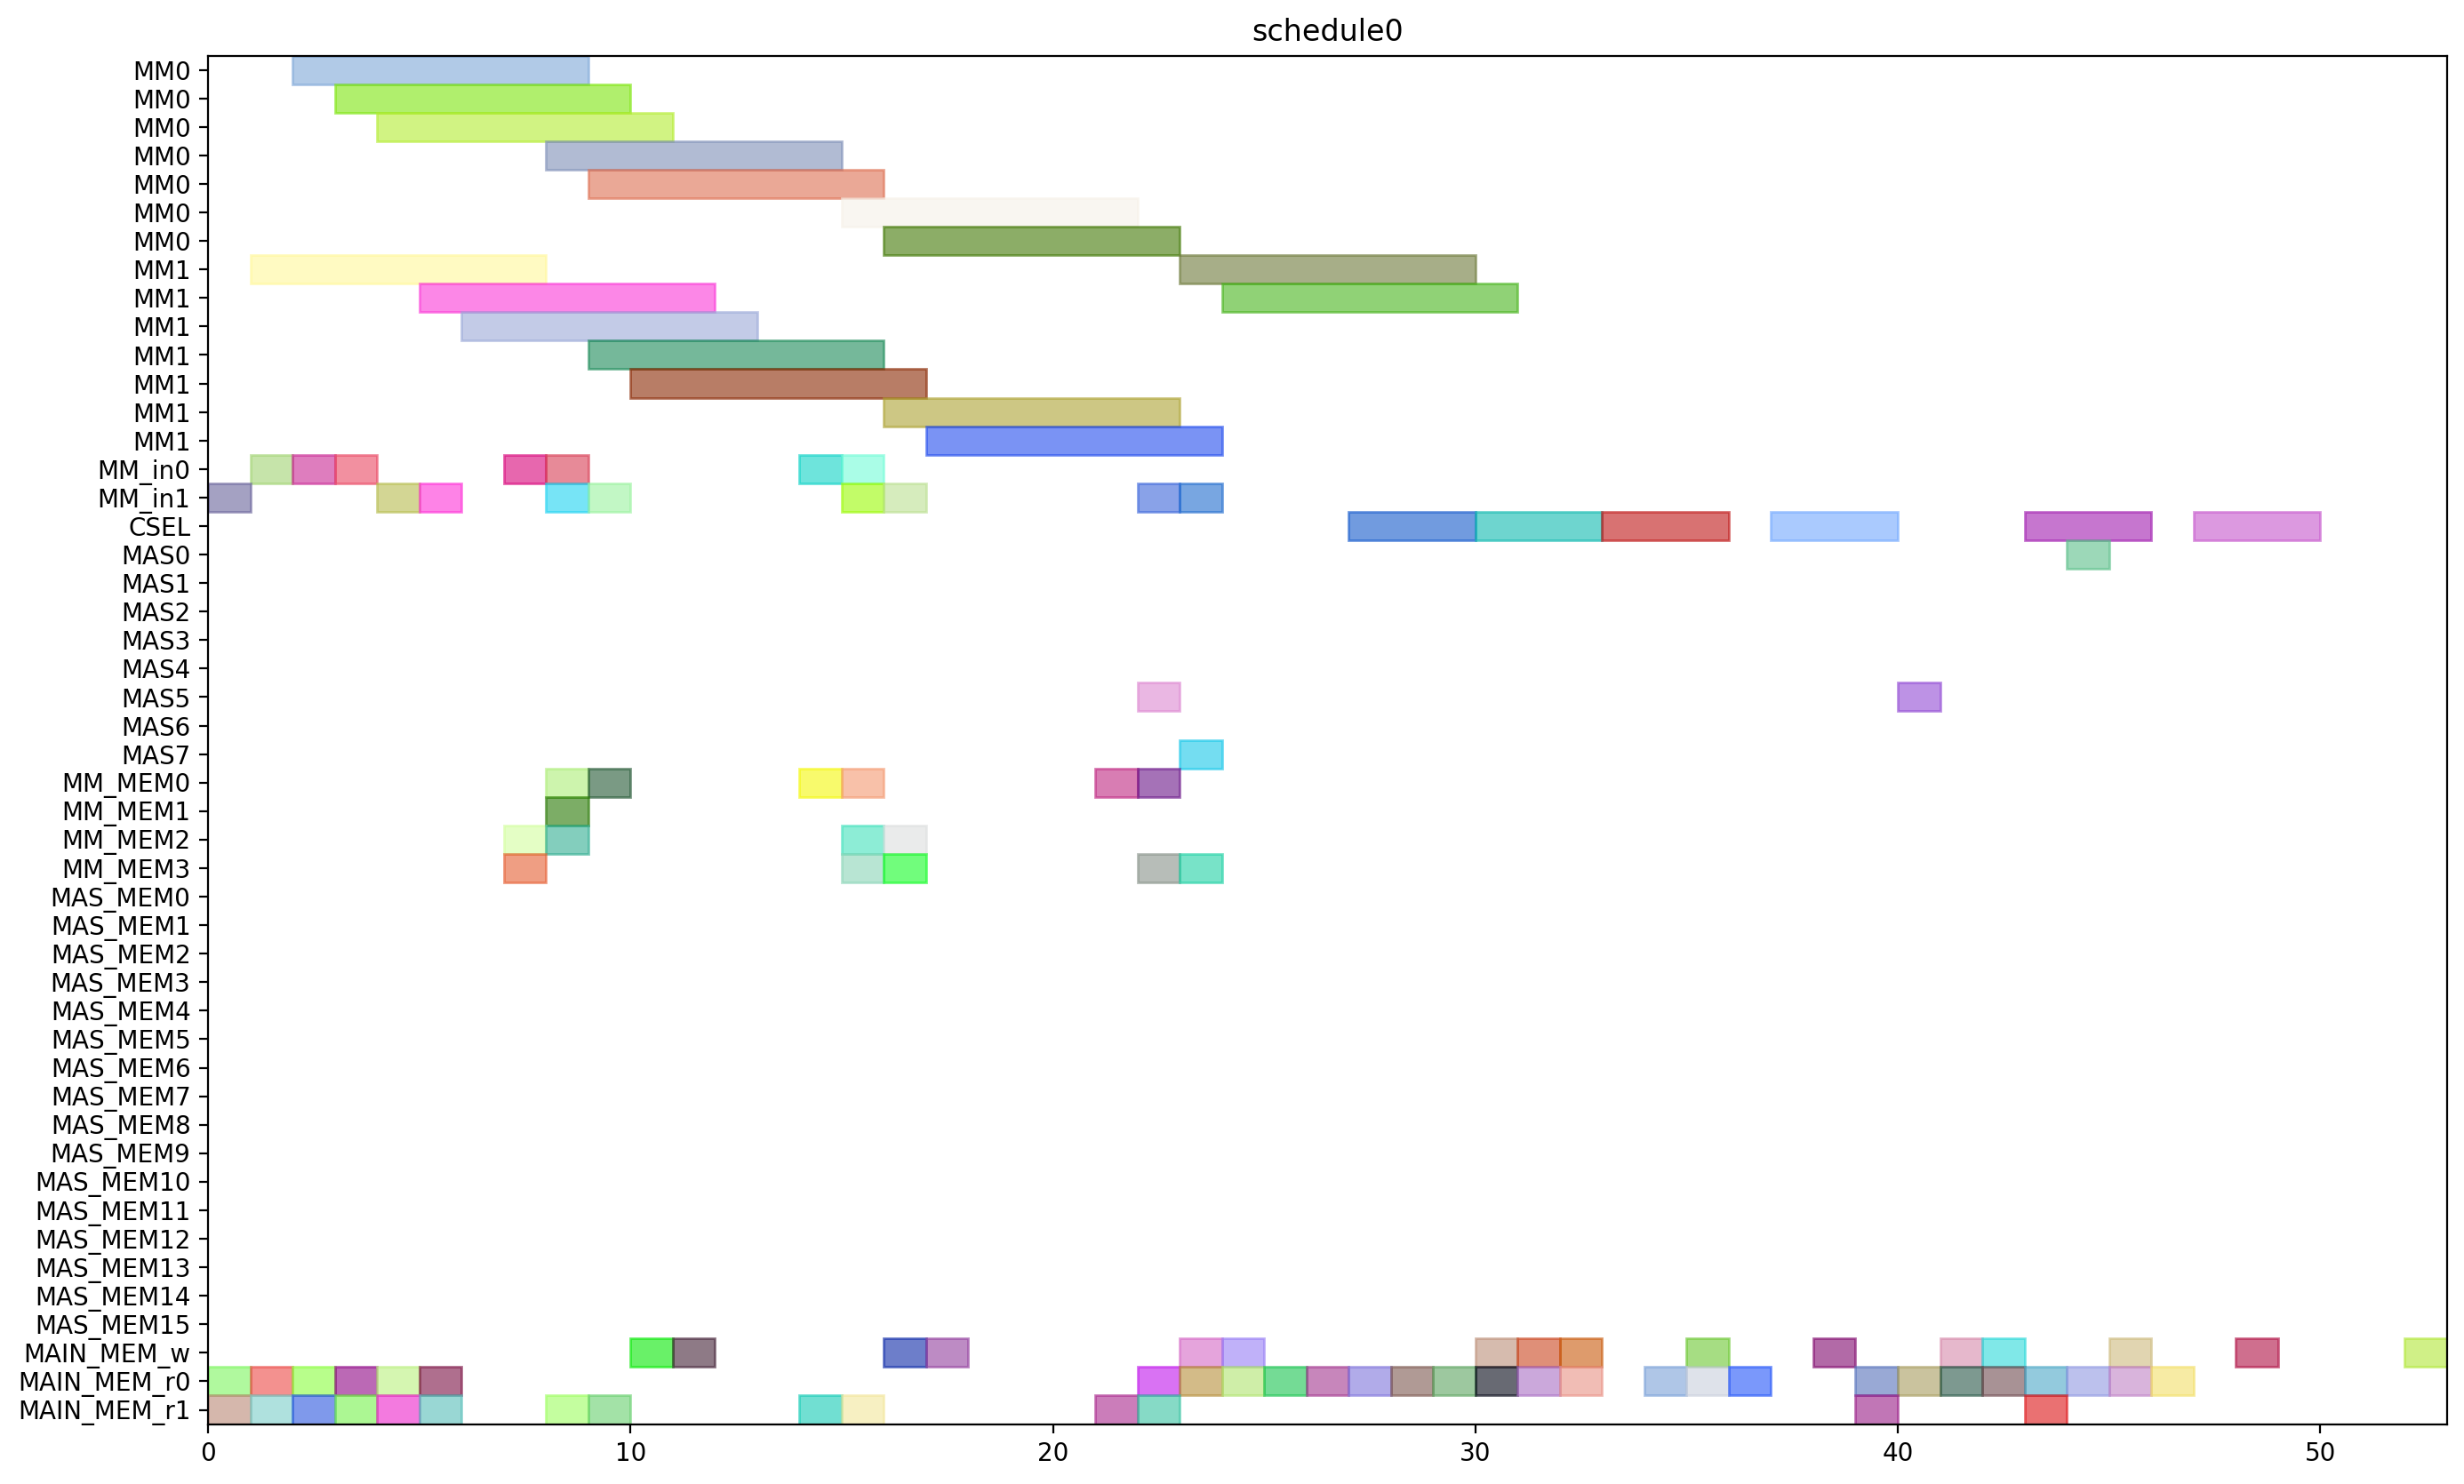 schedule0
MM0
MM0
MM0
MM0
MM0
MM0
MM0
MM1
MM1
MM1
MM1
MM1
MM1
MM1
MM_in0
MM_in1
CSEL
MAS0
MAS1
MAS2
MAS3
MAS4
MAS5
MAS6
MAS7
MM_MEM0
MM_MEM1
MM_MEM2
MM_MEM3
MAS_MEM0
MAS_MEM1
MAS_MEM2
MAS_MEM3
MAS_MEM4
MAS_MEM5
MAS_MEM6
MAS_MEM7
MAS_MEM8
MAS_MEM9
MAS_MEM10
MAS_MEM11
MAS_MEM12
MAS_MEM13
MAS_MEM14
MAS_MEM15
MAIN_MEM_w
MAIN_MEM_r0
MAIN_MEM_r1
0 10 20 30 40 50